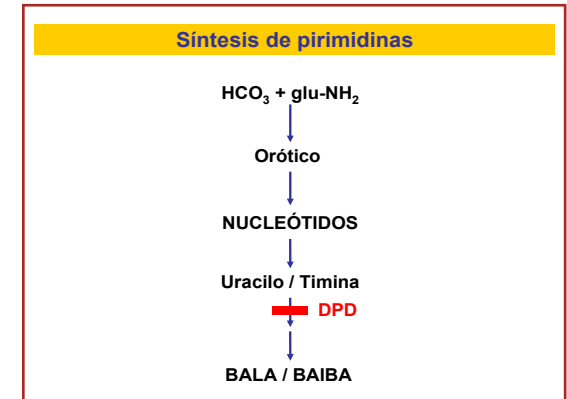 Síntesis de pirimidinas
HCO₃ + glu-NH₂
Orótico
NUCLEÓTIDOS
Uracilo / Timina
DPD
BALA / BAIBA